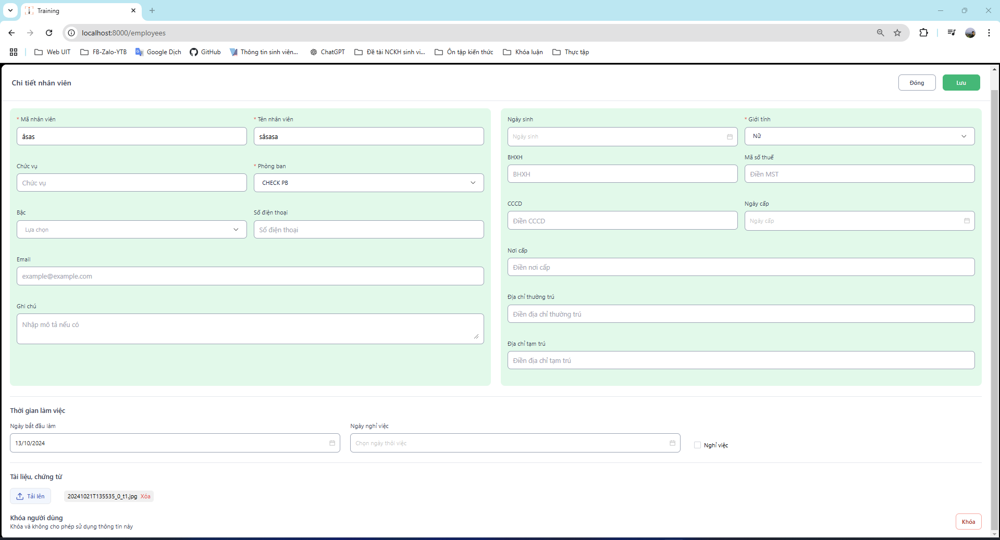 Training
localhost:8000/employees
Web UIT
FB-Zalo-YTB
Google Dịch
GitHub
Thông tin sinh viên...
ChatGPT
Đề tài NCKH sinh vi...
Ôn tập kiến thức
Khóa luận
Thực tập
Chi tiết nhân viên
Đóng
Lưu
* Mã nhân viên
* Tên nhân viên
âsas
sâsasa
Chức vụ
* Phòng ban
Chức vụ
CHECK PB
Bậc
Số điện thoại
Lựa chọn
Số điện thoại
Email
example@example.com
Ghi chú
Nhập mô tả nếu có
Ngày sinh
* Giới tính
Ngày sinh
Nữ
BHXH
Mã số thuế
BHXH
Điền MST
CCCD
Ngày cấp
Điền CCCD
Ngày cấp
Nơi cấp
Điền nơi cấp
Địa chỉ thường trú
Điền địa chỉ thường trú
Địa chỉ tạm trú
Điền địa chỉ tạm trú
Thời gian làm việc
Ngày bắt đầu làm
Ngày nghỉ việc
13/10/2024
Chọn ngày thôi việc
Nghỉ việc
Tài liệu, chứng từ
Tải lên
20241021T135535_0_t1.jpg Xóa
Khóa người dùng
Khóa và không cho phép sử dụng thông tin này
Khóa